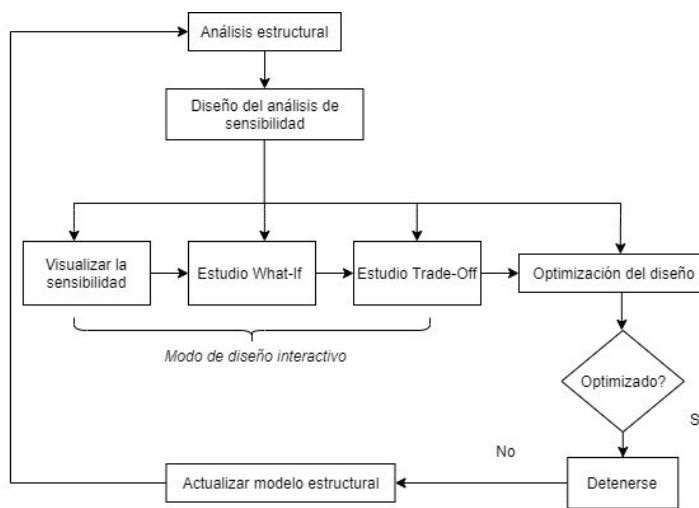 Análisis estructural
Diseño del análisis de
sensibilidad
Visualizar la
sensibilidad
Estudio What-If
Estudio Trade-Off
Optimización del diseño
Modo de diseño interactivo
Optimizado?
S
No
Actualizar modelo estructural
Detenerse